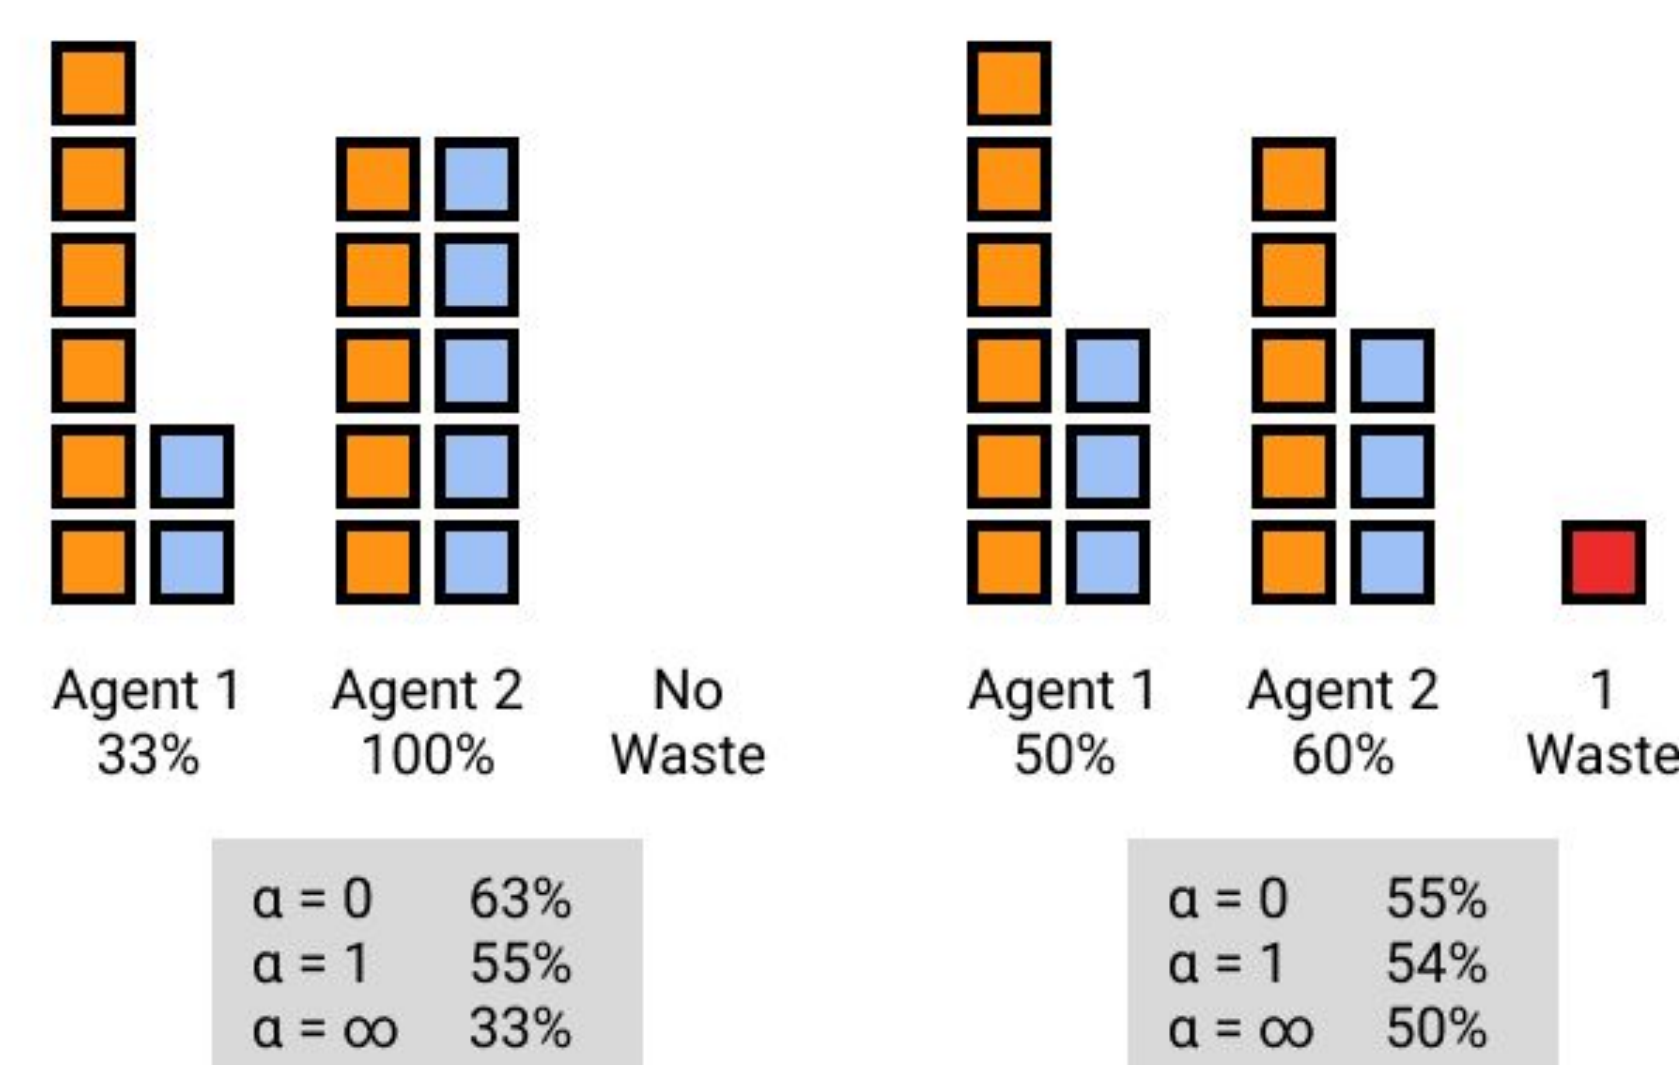 Agent 1 Agent 2 No
33% 100% Waste
α = 0 63%
α = 1 55%
α = ∞ 33%
Agent 1 Agent 2 1
50% 60% Waste
α = 0 55%
α = 1 54%
α = ∞ 50%